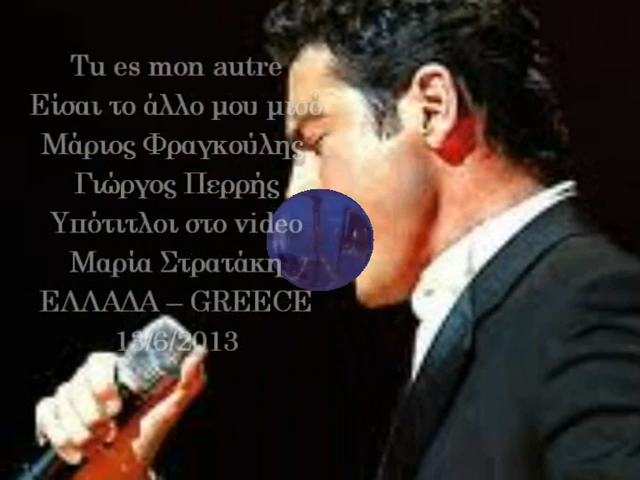 Tu es mon autre
Είσαι το άλλο μου μισό
Μάριος Φραγκούλης
Γιώργος Περρής
Υπότιτλοι στο video
Μαρία Στρατάκη
ΕΛΛΑΔΑ – GREECE
13/6/2013